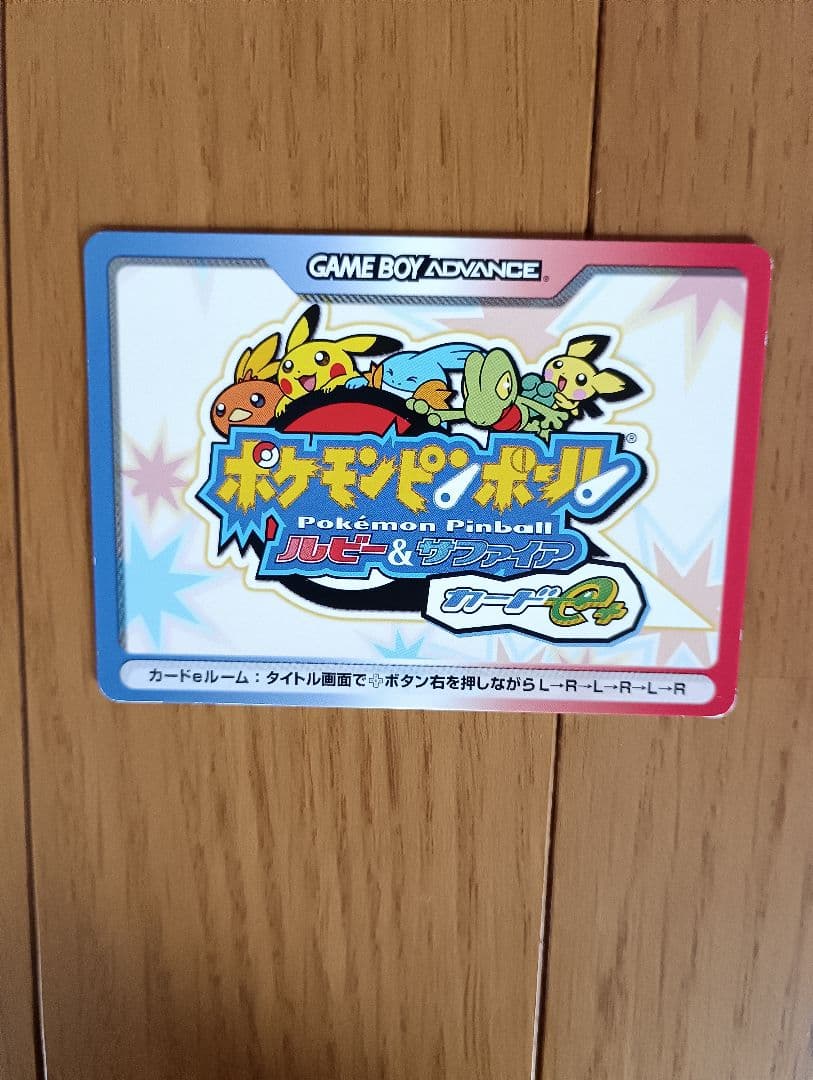 GAME BOY ADVANCE®
ポケモンピンボール®
Pokémon Pinball
ルビー&サファイア
カードe+
カードeルーム：タイトル画面で✚ボタン右を押しながらL→R→L→R→L→R